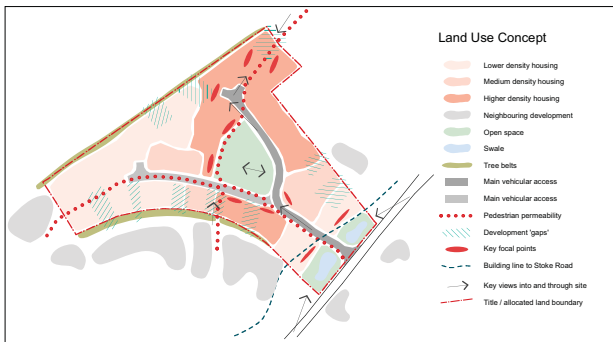 Land Use Concept
Lower density housing
Medium density housing
Higher density housing
Neighbouring development
Open space
Swale
Tree belts
Main vehicular access
Main vehicular access
Pedestrian permeability
Development 'gaps'
Key focal points
Building line to Stoke Road
Key views into and through site
Title / allocated land boundary